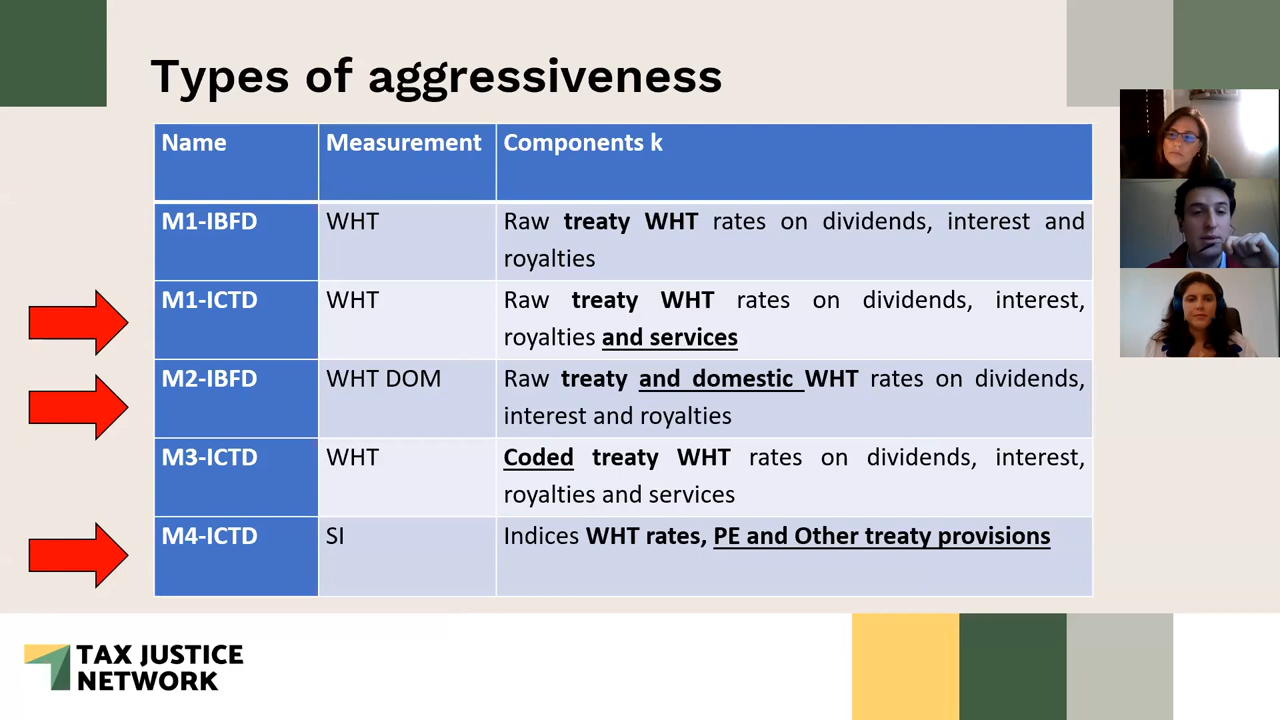 Types of aggressiveness
Name Measurement Components k
M1-IBFD WHT Raw treaty WHT rates on dividends, interest and
royalties
M1-ICTD WHT Raw treaty WHT rates on dividends, interest,
royalties and services
M2-IBFD WHT DOM Raw treaty and domestic WHT rates on dividends,
interest and royalties
M3-ICTD WHT Coded treaty WHT rates on dividends, interest,
royalties and services
M4-ICTD SI Indices WHT rates, PE and Other treaty provisions
TAX JUSTICE
NETWORK